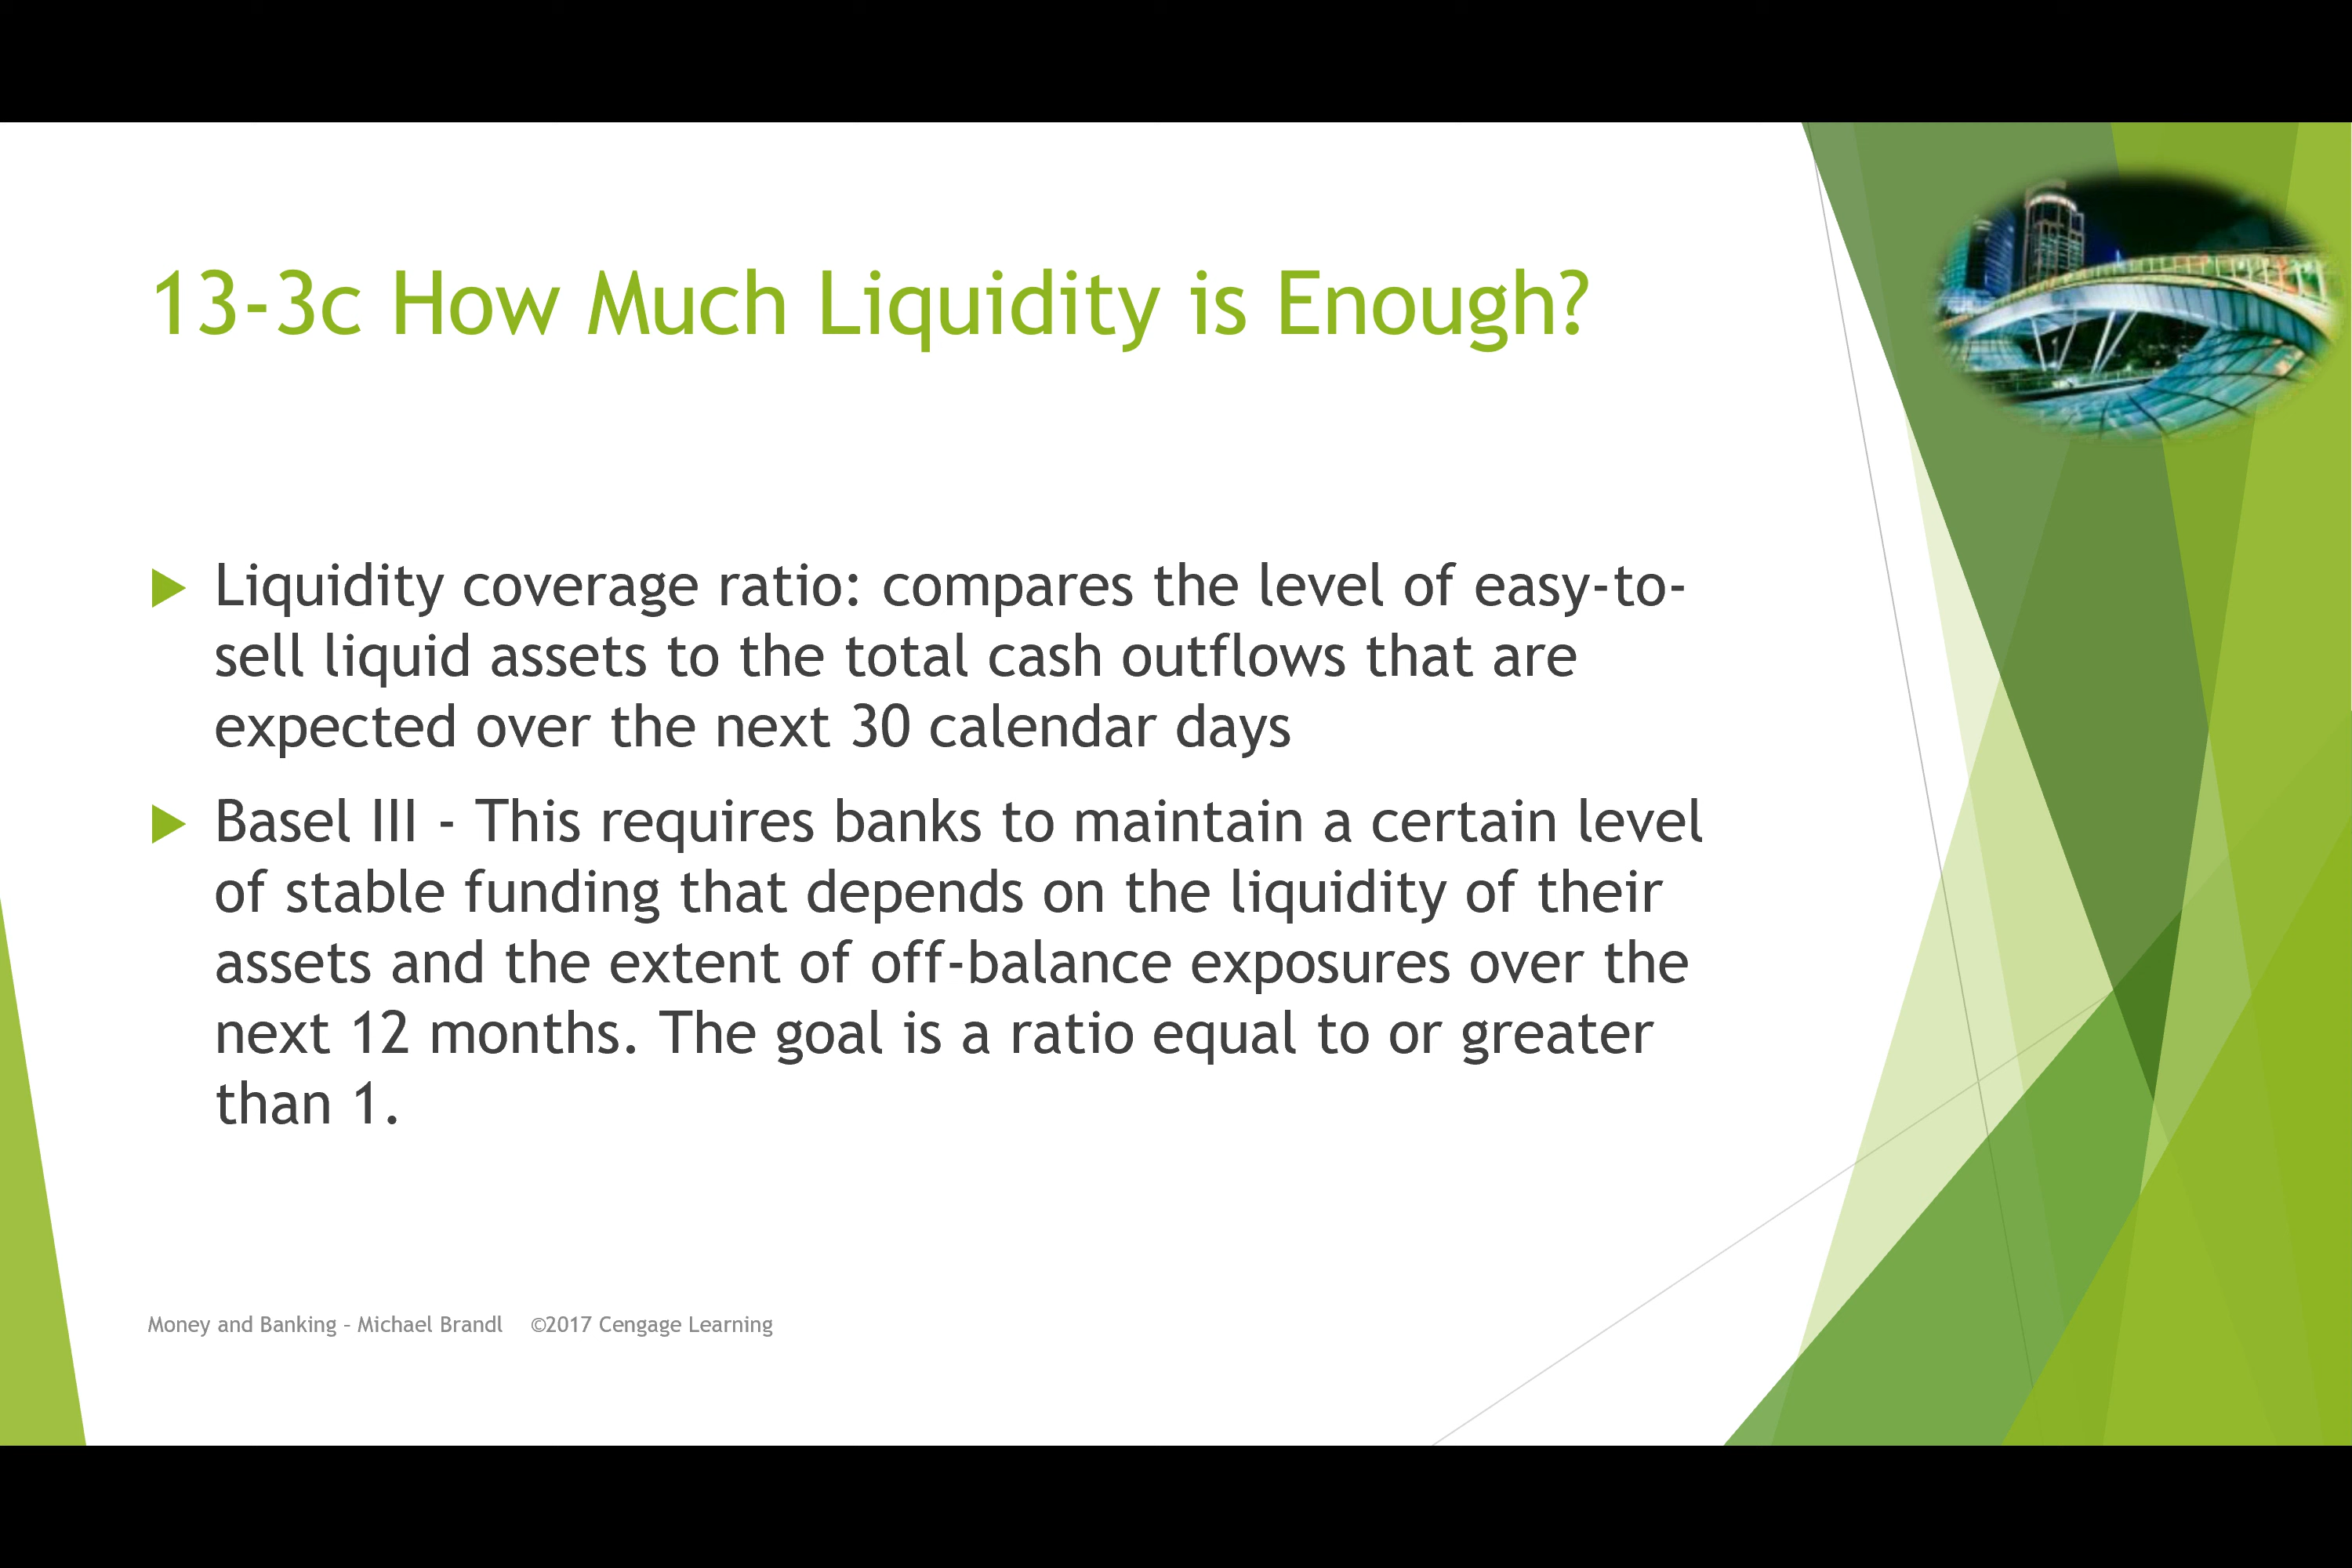 13-3c How Much Liquidity is Enough?
Liquidity coverage ratio: compares the level of easy-to-
sell liquid assets to the total cash outflows that are
expected over the next 30 calendar days
Basel III - This requires banks to maintain a certain level
of stable funding that depends on the liquidity of their
assets and the extent of off-balance exposures over the
next 12 months. The goal is a ratio equal to or greater
than 1.
Money and Banking – Michael Brandl ©2017 Cengage Learning